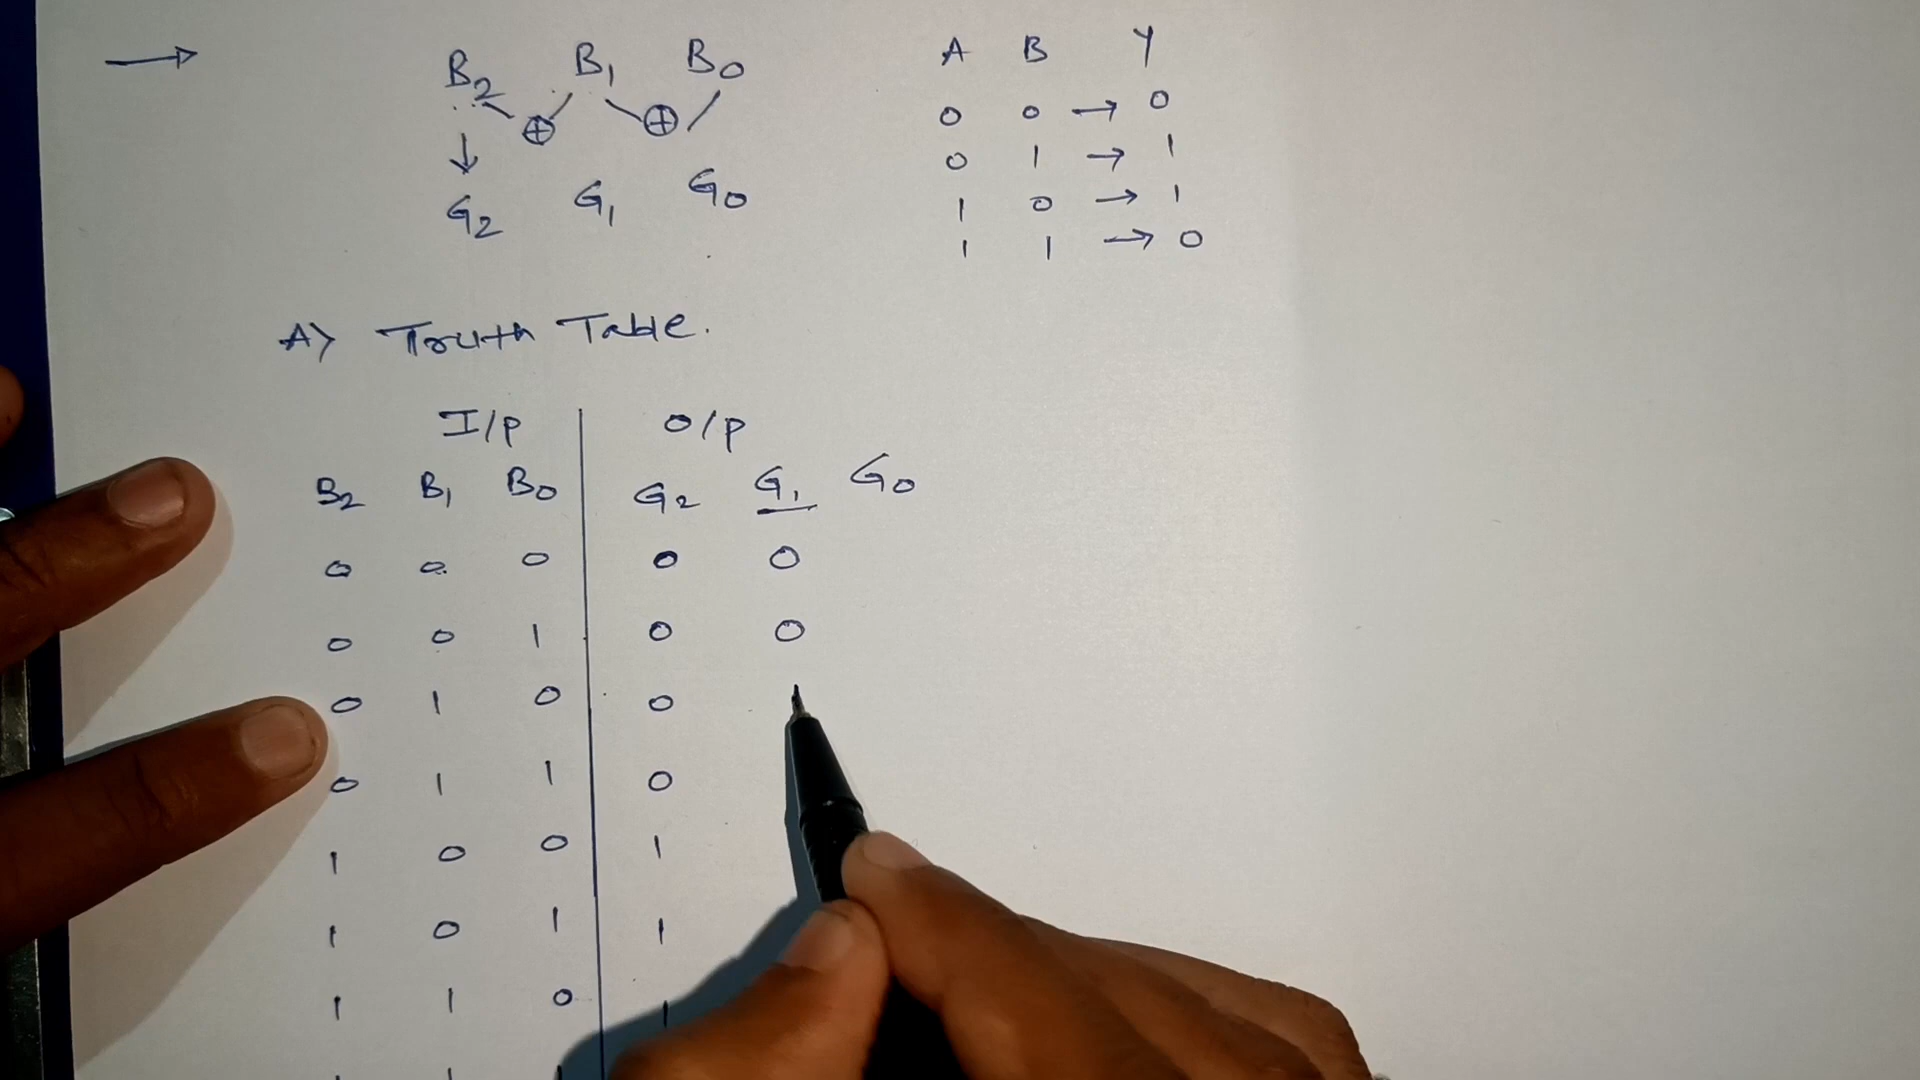 → B2 B1 B0 A B Y
⊕ ⊕ 0 0 → 0
↓ 0 1 → 1
G2 G1 G0 1 0 → 1
1 1 → 0
A) Truth Table.
I/P O/P
B2 B1 B0 G2 G1 G0
0 0 0 0 0
0 0 1 0 0
0 1 0 0
0 1 1 0
1 0 0 1
1 0 1 1
1 1 0 1